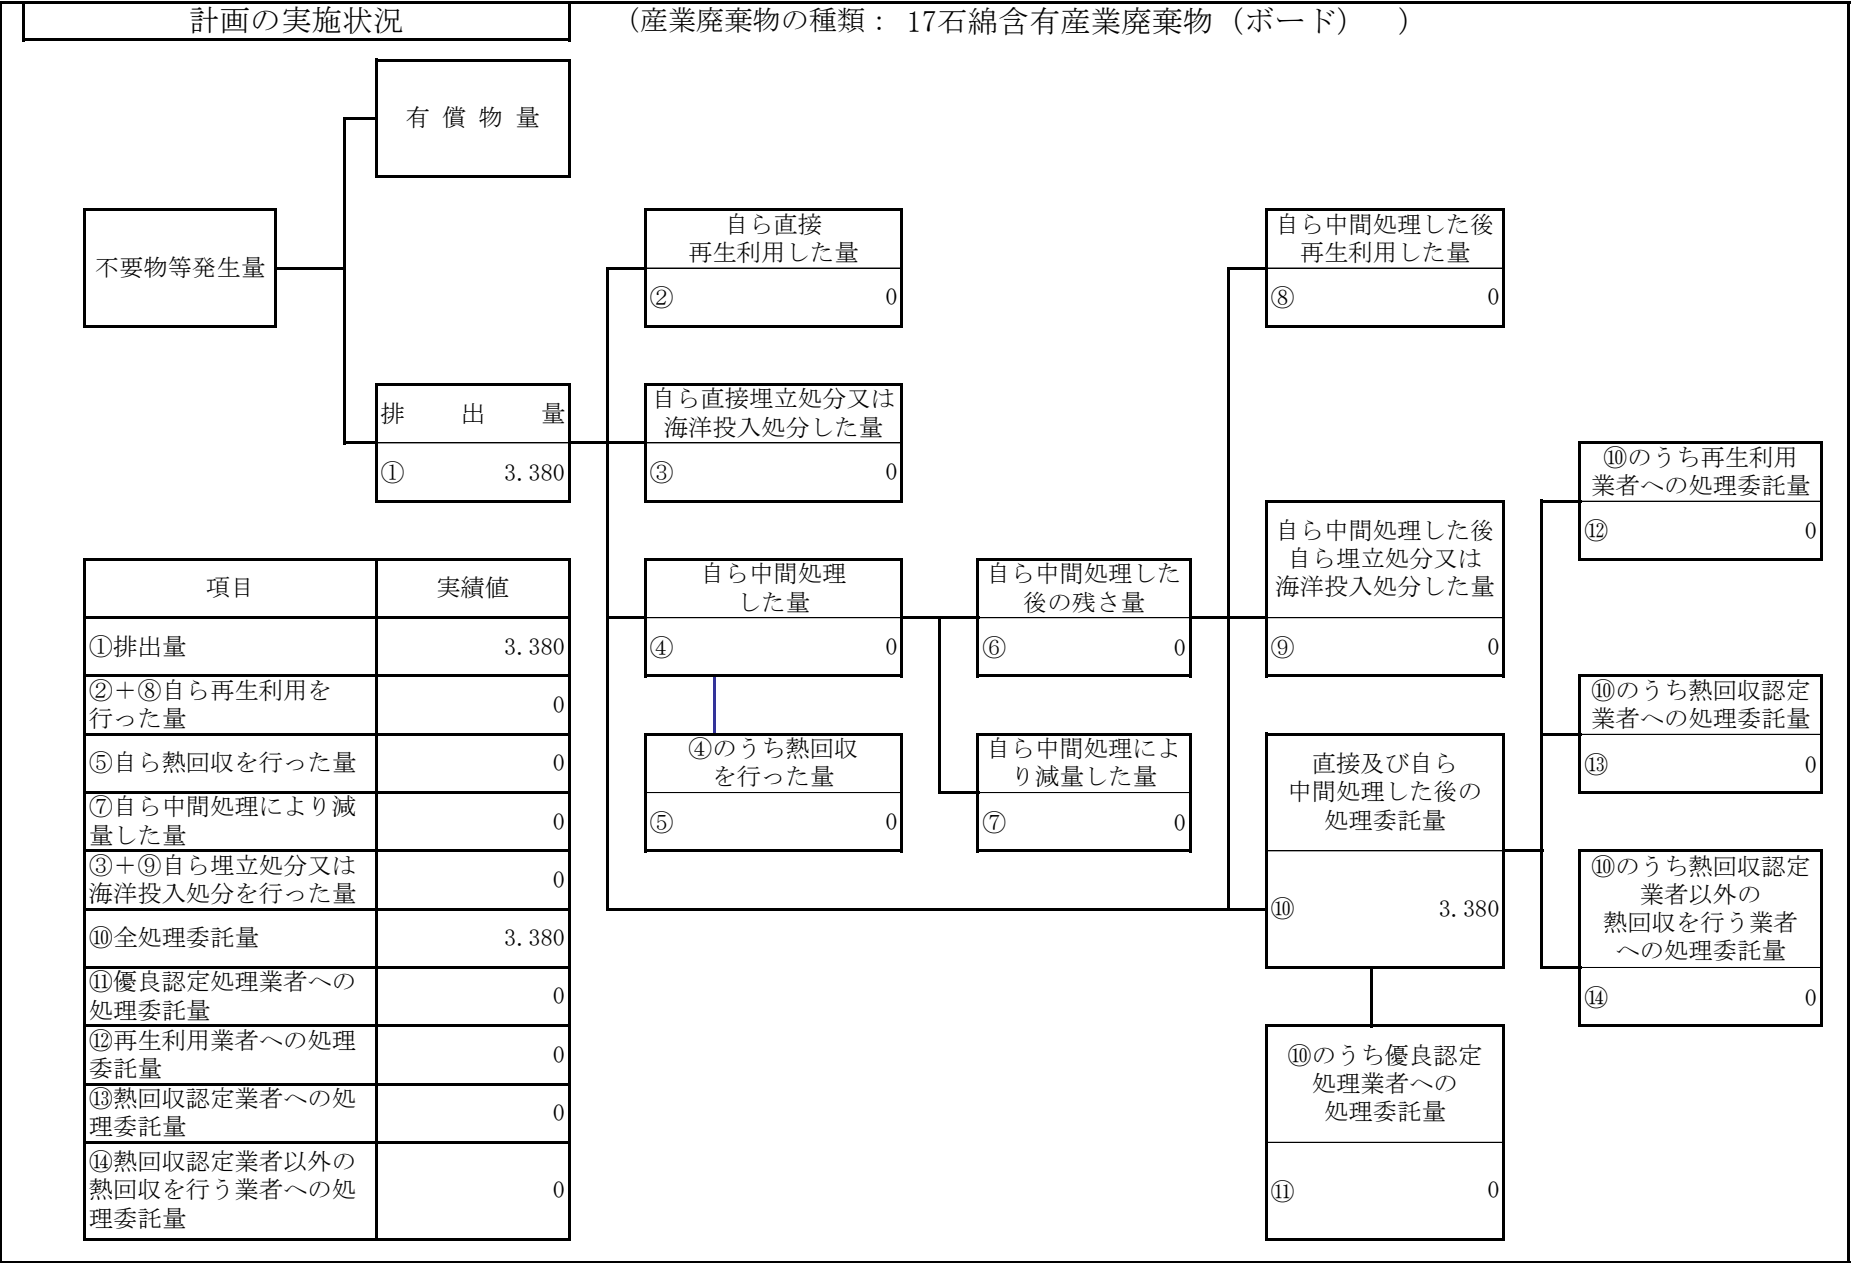 計画の実施状況
（産業廃棄物の種類： 17石綿含有産業廃棄物（ボード） ）
有 償 物 量
不要物等発生量
自ら直接
再生利用した量
② 0
自ら中間処理した後
再生利用した量
⑧ 0
排 出 量
① 3.380
自ら直接埋立処分又は
海洋投入処分した量
③ 0
⑩のうち再生利用
業者への処理委託量
⑫ 0
自ら中間処理した後
自ら埋立処分又は
海洋投入処分した量
⑨ 0
自ら中間処理
した量
④ 0
自ら中間処理した
後の残さ量
⑥ 0
⑩のうち熱回収認定
業者への処理委託量
⑬ 0
④のうち熱回収
を行った量
⑤ 0
自ら中間処理によ
り減量した量
⑦ 0
直接及び自ら
中間処理した後の
処理委託量
⑩ 3.380
⑩のうち熱回収認定
業者以外の
熱回収を行う業者
への処理委託量
⑭ 0
⑩のうち優良認定
処理業者への
処理委託量
⑪ 0
項目 実績値
①排出量 3.380
②＋⑧自ら再生利用を
行った量 0
⑤自ら熱回収を行った量 0
⑦自ら中間処理により減
量した量 0
③＋⑨自ら埋立処分又は
海洋投入処分を行った量 0
⑩全処理委託量 3.380
⑪優良認定処理業者への
処理委託量 0
⑫再生利用業者への処理
委託量 0
⑬熱回収認定業者への処
理委託量 0
⑭熱回収認定業者以外の
熱回収を行う業者への処
理委託量 0